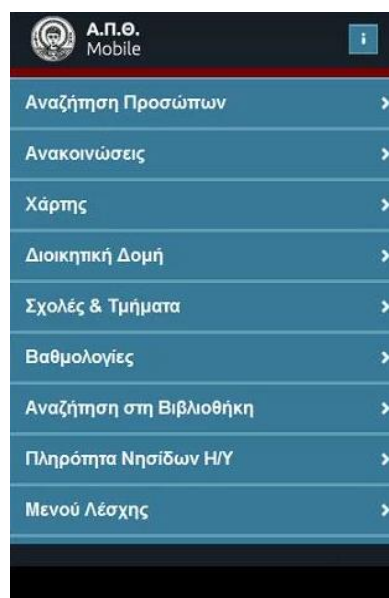 Α.Π.Θ.
Mobile
i
Αναζήτηση Προσώπων
Ανακοινώσεις
Χάρτης
Διοικητική Δομή
Σχολές & Τμήματα
Βαθμολογίες
Αναζήτηση στη Βιβλιοθήκη
Πληρότητα Νησίδων Η/Υ
Μενού Λέσχης